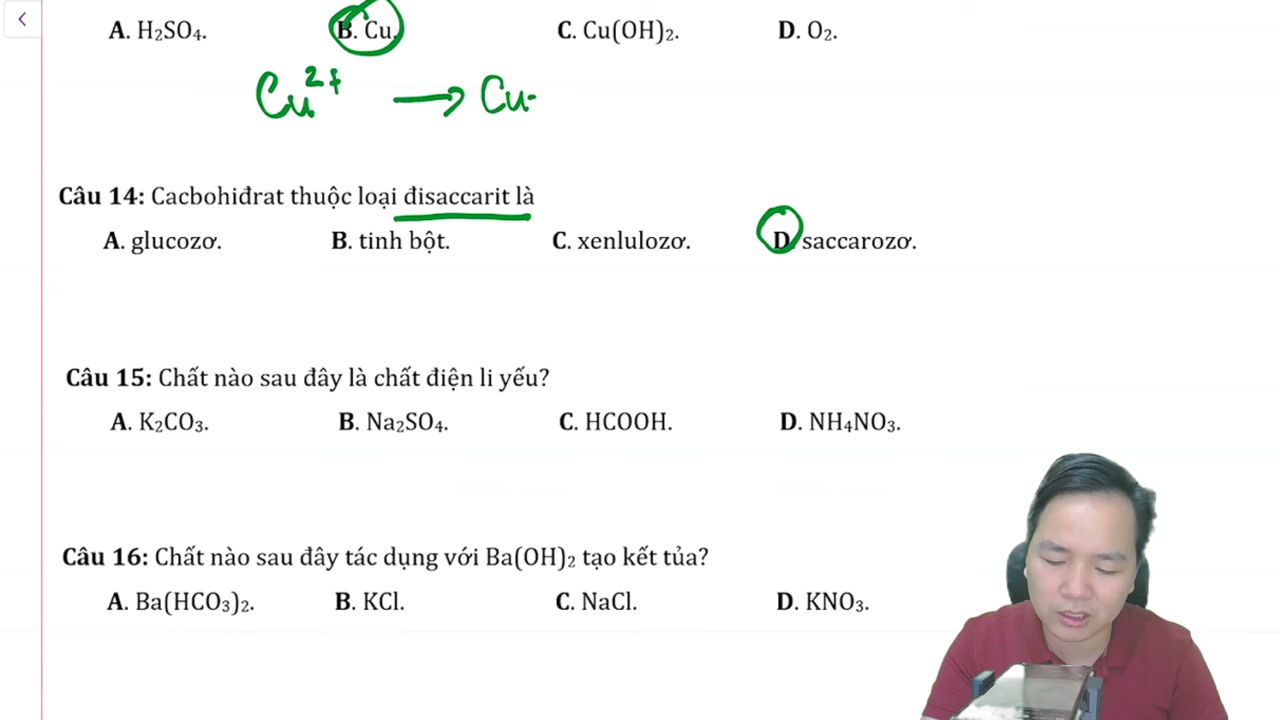 A. H₂SO₄. B. Cu. C. Cu(OH)₂. D. O₂.
Cu²⁺ → Cu
Câu 14: Cacbohiđrat thuộc loại đisaccarit là
A. glucozơ. B. tinh bột. C. xenlulozơ. D. saccarozơ.
Câu 15: Chất nào sau đây là chất điện li yếu?
A. K₂CO₃. B. Na₂SO₄. C. HCOOH. D. NH₄NO₃.
Câu 16: Chất nào sau đây tác dụng với Ba(OH)₂ tạo kết tủa?
A. Ba(HCO₃)₂. B. KCl. C. NaCl. D. KNO₃.